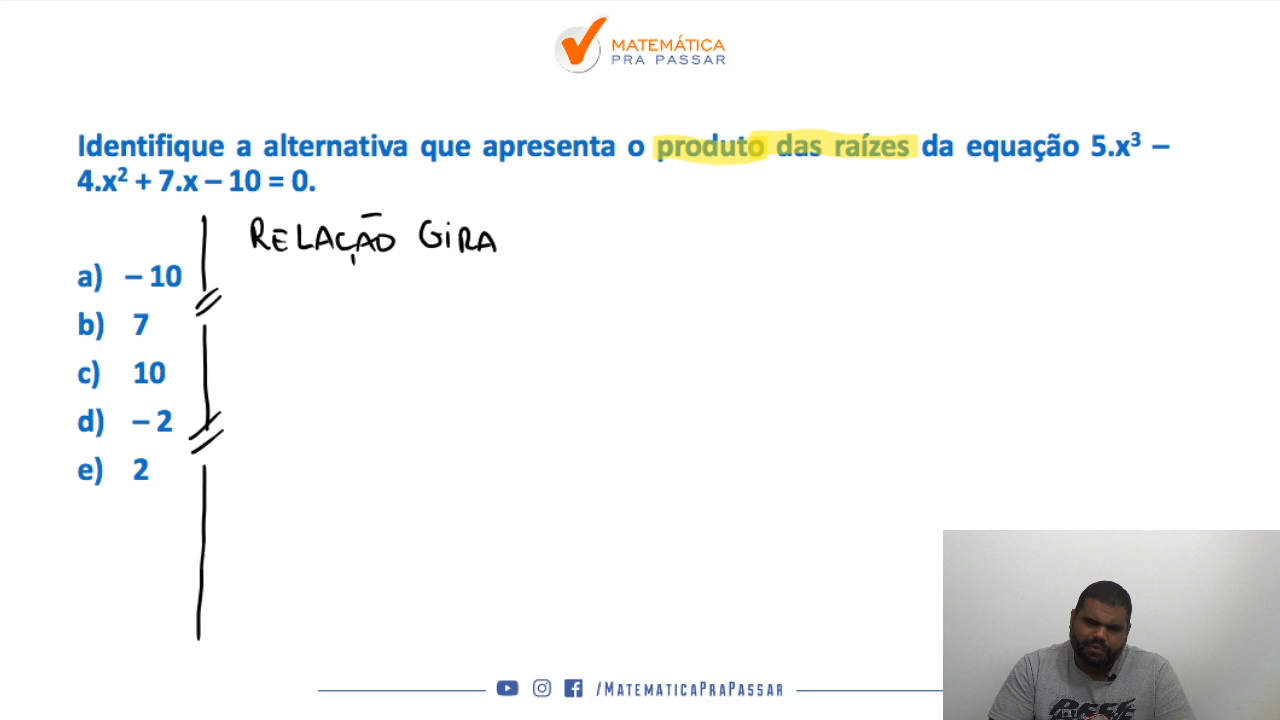 MATEMÁTICA
PRA PASSAR
Identifique a alternativa que apresenta o produto das raízes da equação 5.x³ –
4.x² + 7.x – 10 = 0.
RELAÇÃO GiRA
a) – 10
b) 7
c) 10
d) – 2
e) 2
/MATEMATICAPRAPASSAR